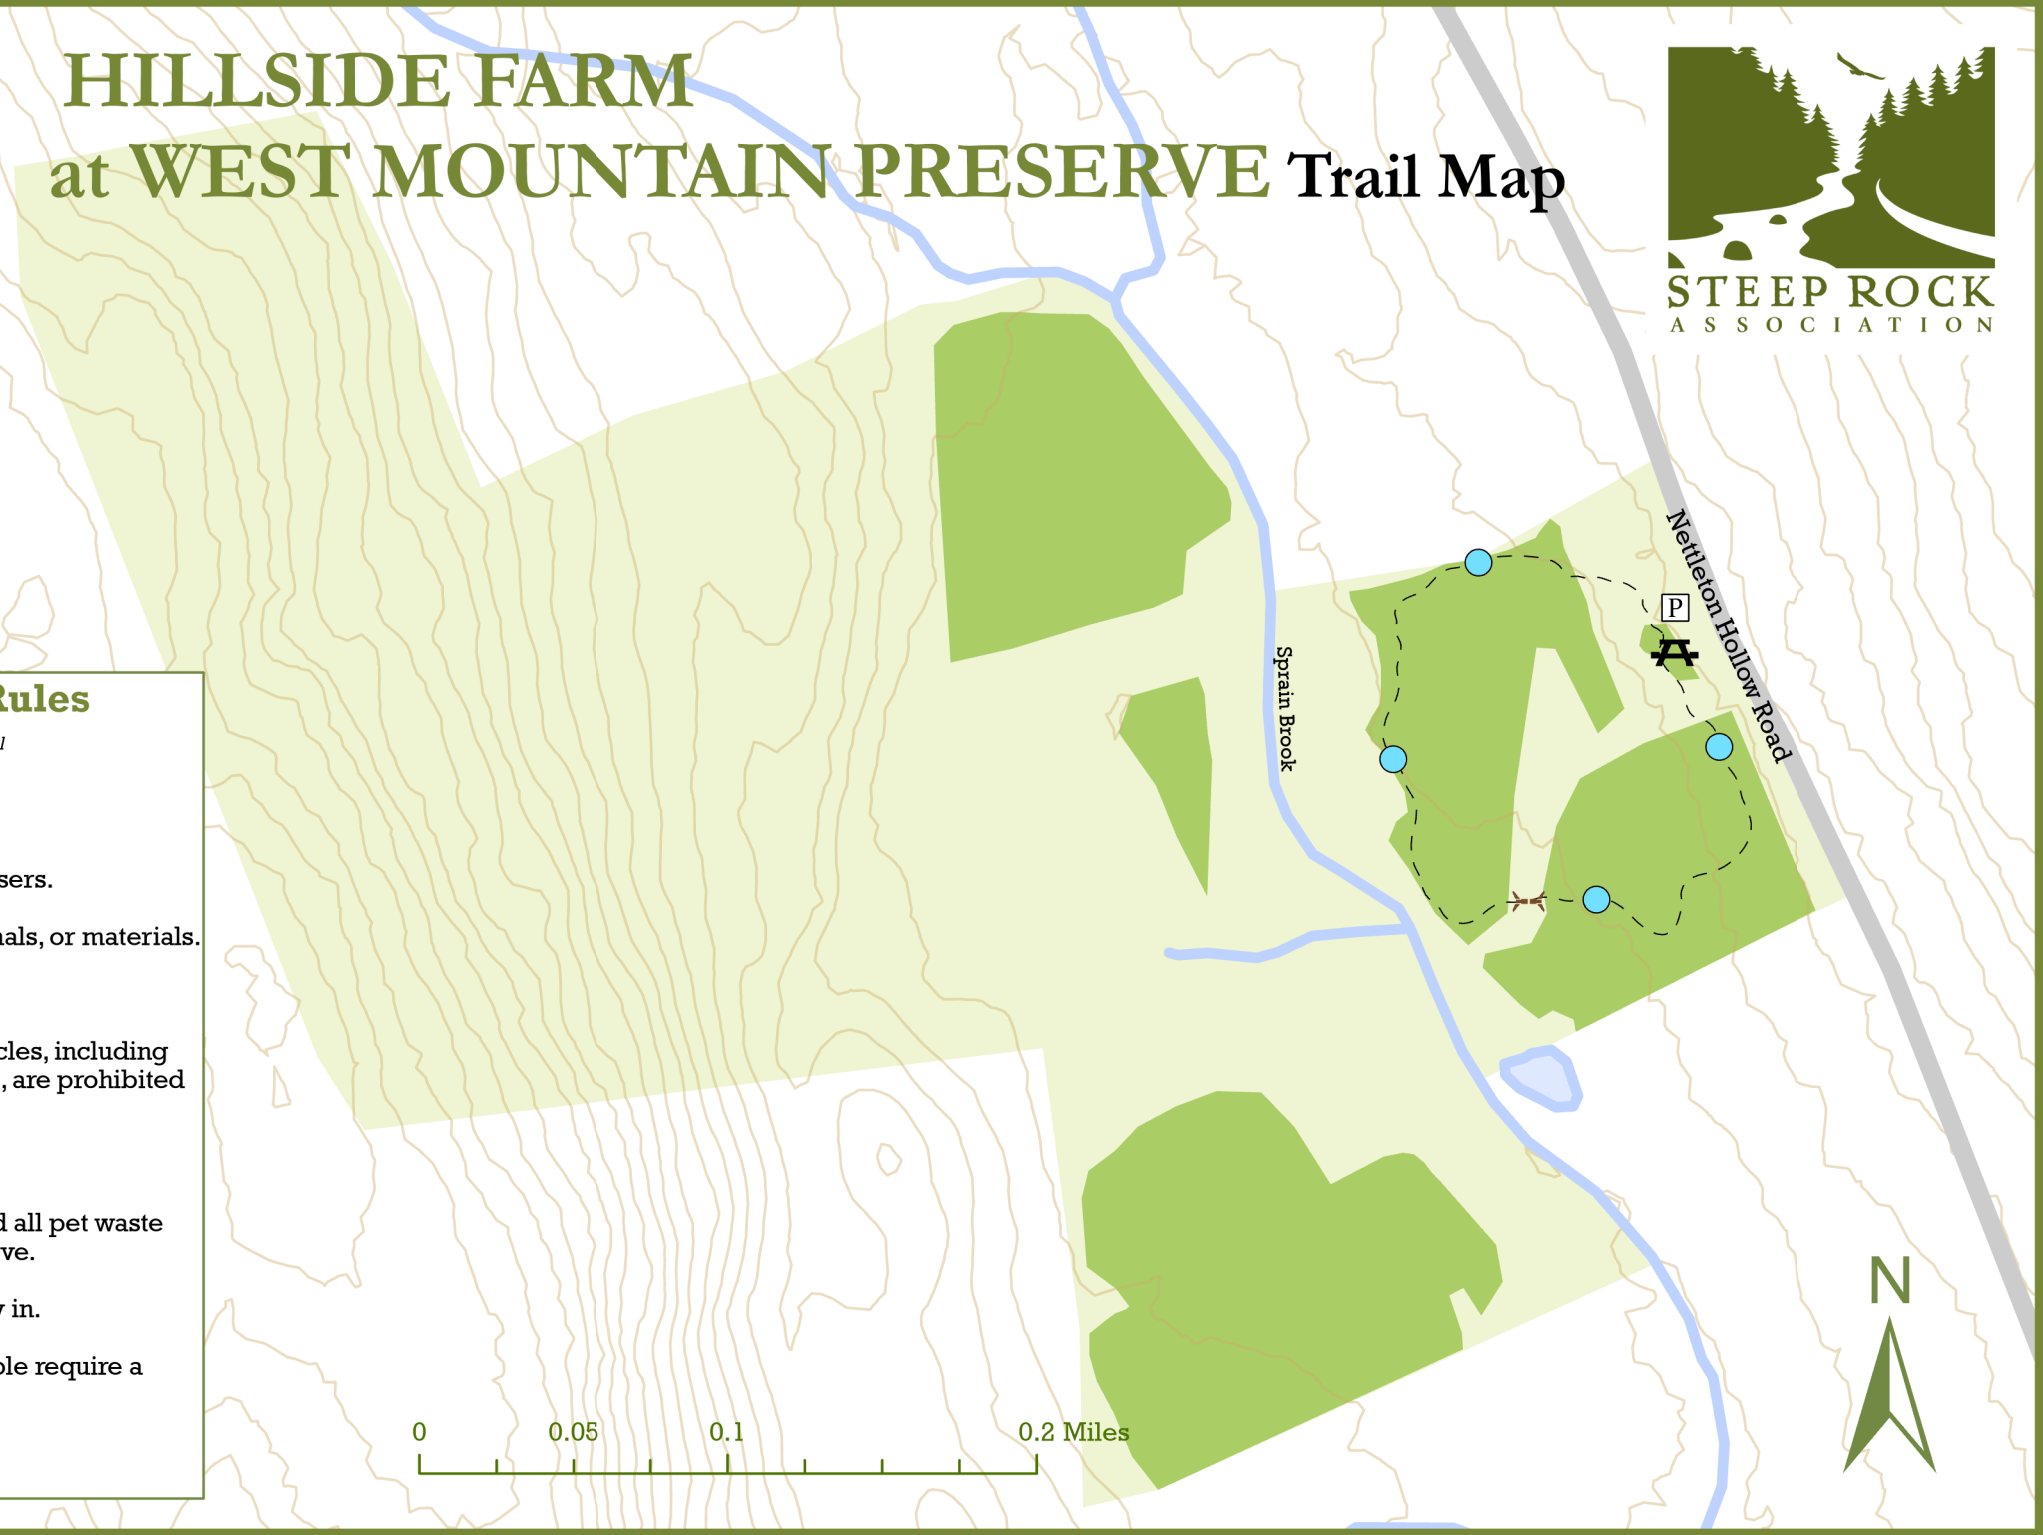 HILLSIDE FARM
at WEST MOUNTAIN PRESERVE Trail Map
STEEP ROCK
ASSOCIATION
Nettleton Hollow Road
P
Sprain Brook
Rules
l
sers.
nals, or materials.
cles, including
, are prohibited
d all pet waste
ve.
y in.
ple require a
0 0.05 0.1 0.2 Miles
N